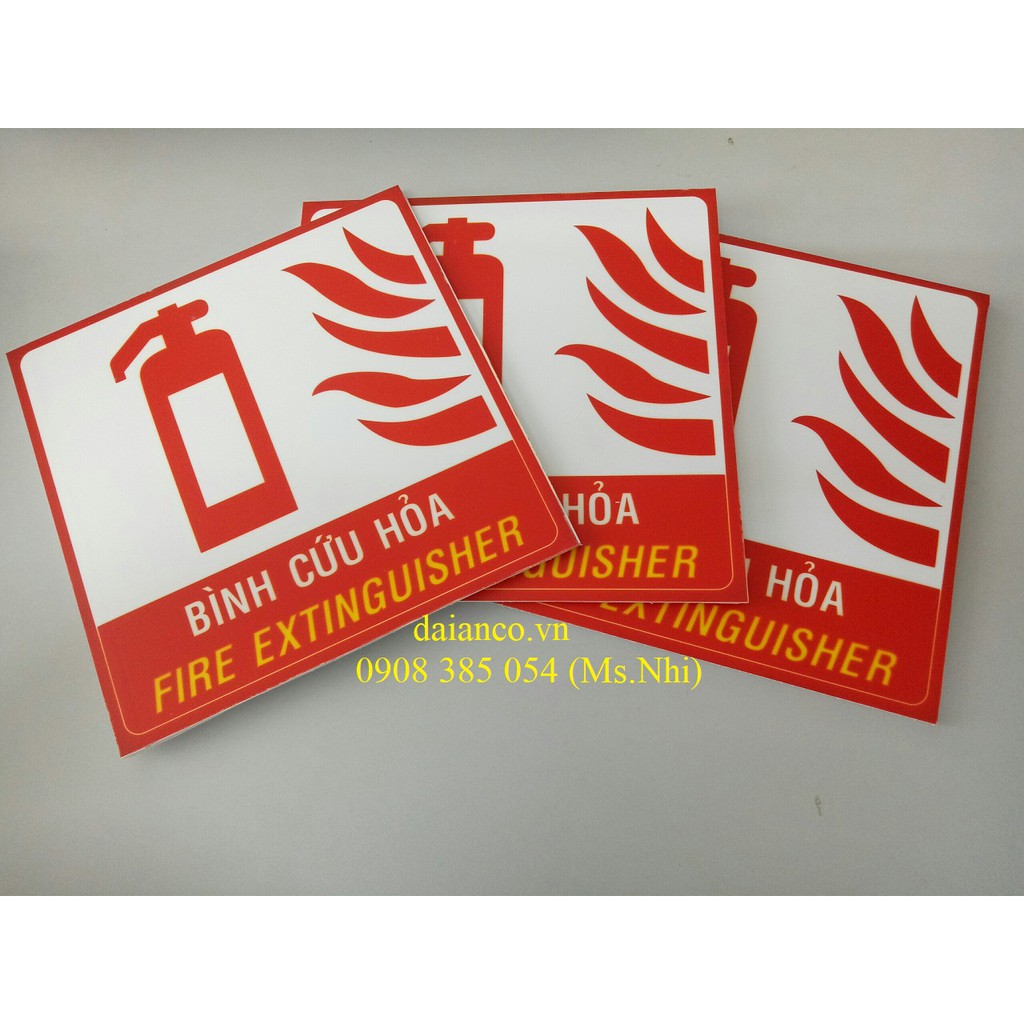 BÌNH CỨU HỎA
FIRE EXTINGUISHER
HỎA
GUISHER
HỎA
EXTINGUISHER
daianco.vn
0908 385 054 (Ms.Nhi)